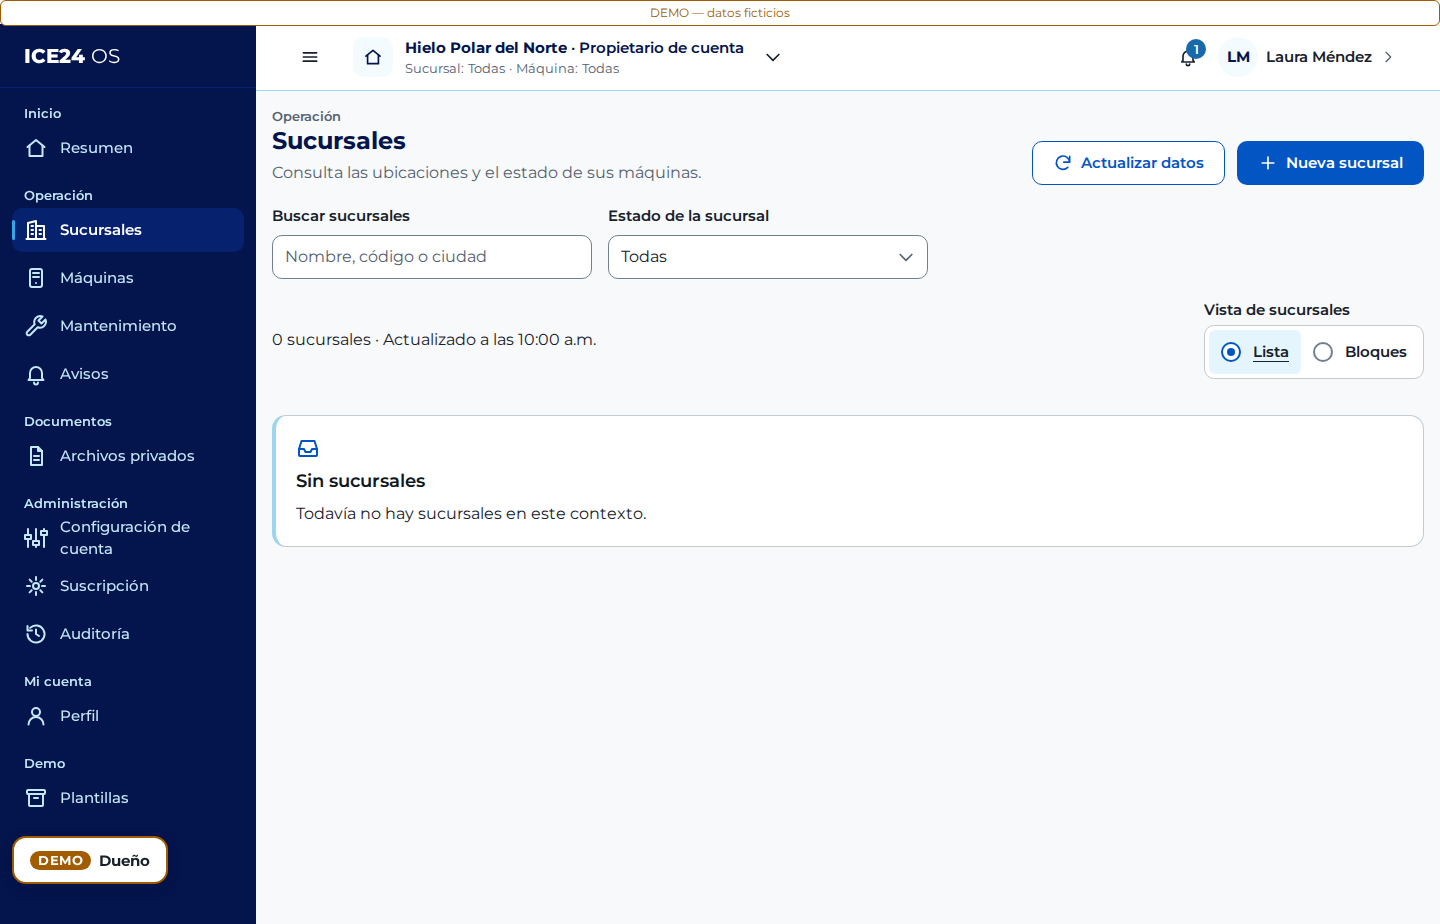 DEMO — datos ficticios
ICE24 OS
Inicio
Resumen
Operación
Sucursales
Máquinas
Mantenimiento
Avisos
Documentos
Archivos privados
Administración
Configuración de
cuenta
Suscripción
Auditoría
Mi cuenta
Perfil
Demo
Plantillas
DEMO Dueño
Hielo Polar del Norte · Propietario de cuenta
Sucursal: Todas · Máquina: Todas
1
LM Laura Méndez
Operación
Sucursales
Consulta las ubicaciones y el estado de sus máquinas.
Actualizar datos
Nueva sucursal
Buscar sucursales
Nombre, código o ciudad
Estado de la sucursal
Todas
0 sucursales · Actualizado a las 10:00 a.m.
Vista de sucursales
Lista
Bloques
Sin sucursales
Todavía no hay sucursales en este contexto.